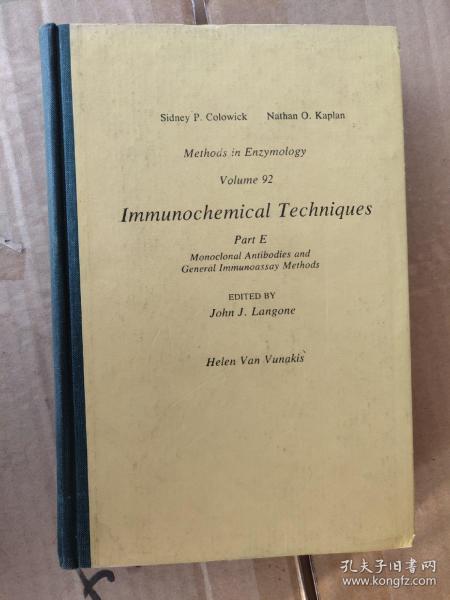 Sidney P. Colowick Nathan O. Kaplan
Methods in Enzymology
Volume 92
Immunochemical Techniques
Part E
Monoclonal Antibodies and
General Immunoassay Methods
EDITED BY
John J. Langone
Helen Van Vunakis
孔夫子旧书网
www.kongfz.com